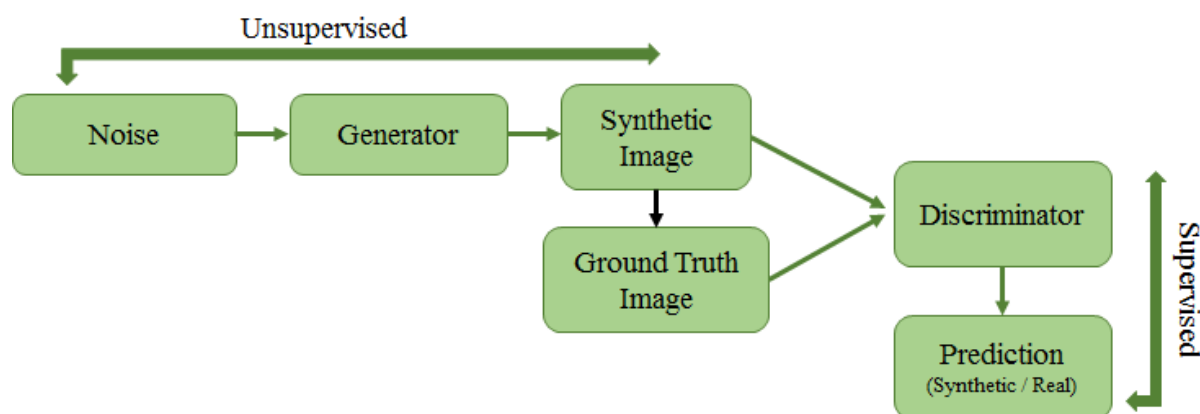 Unsupervised
Noise
Generator
Synthetic
Image
Ground Truth
Image
Discriminator
Supervised
Prediction
(Synthetic / Real)